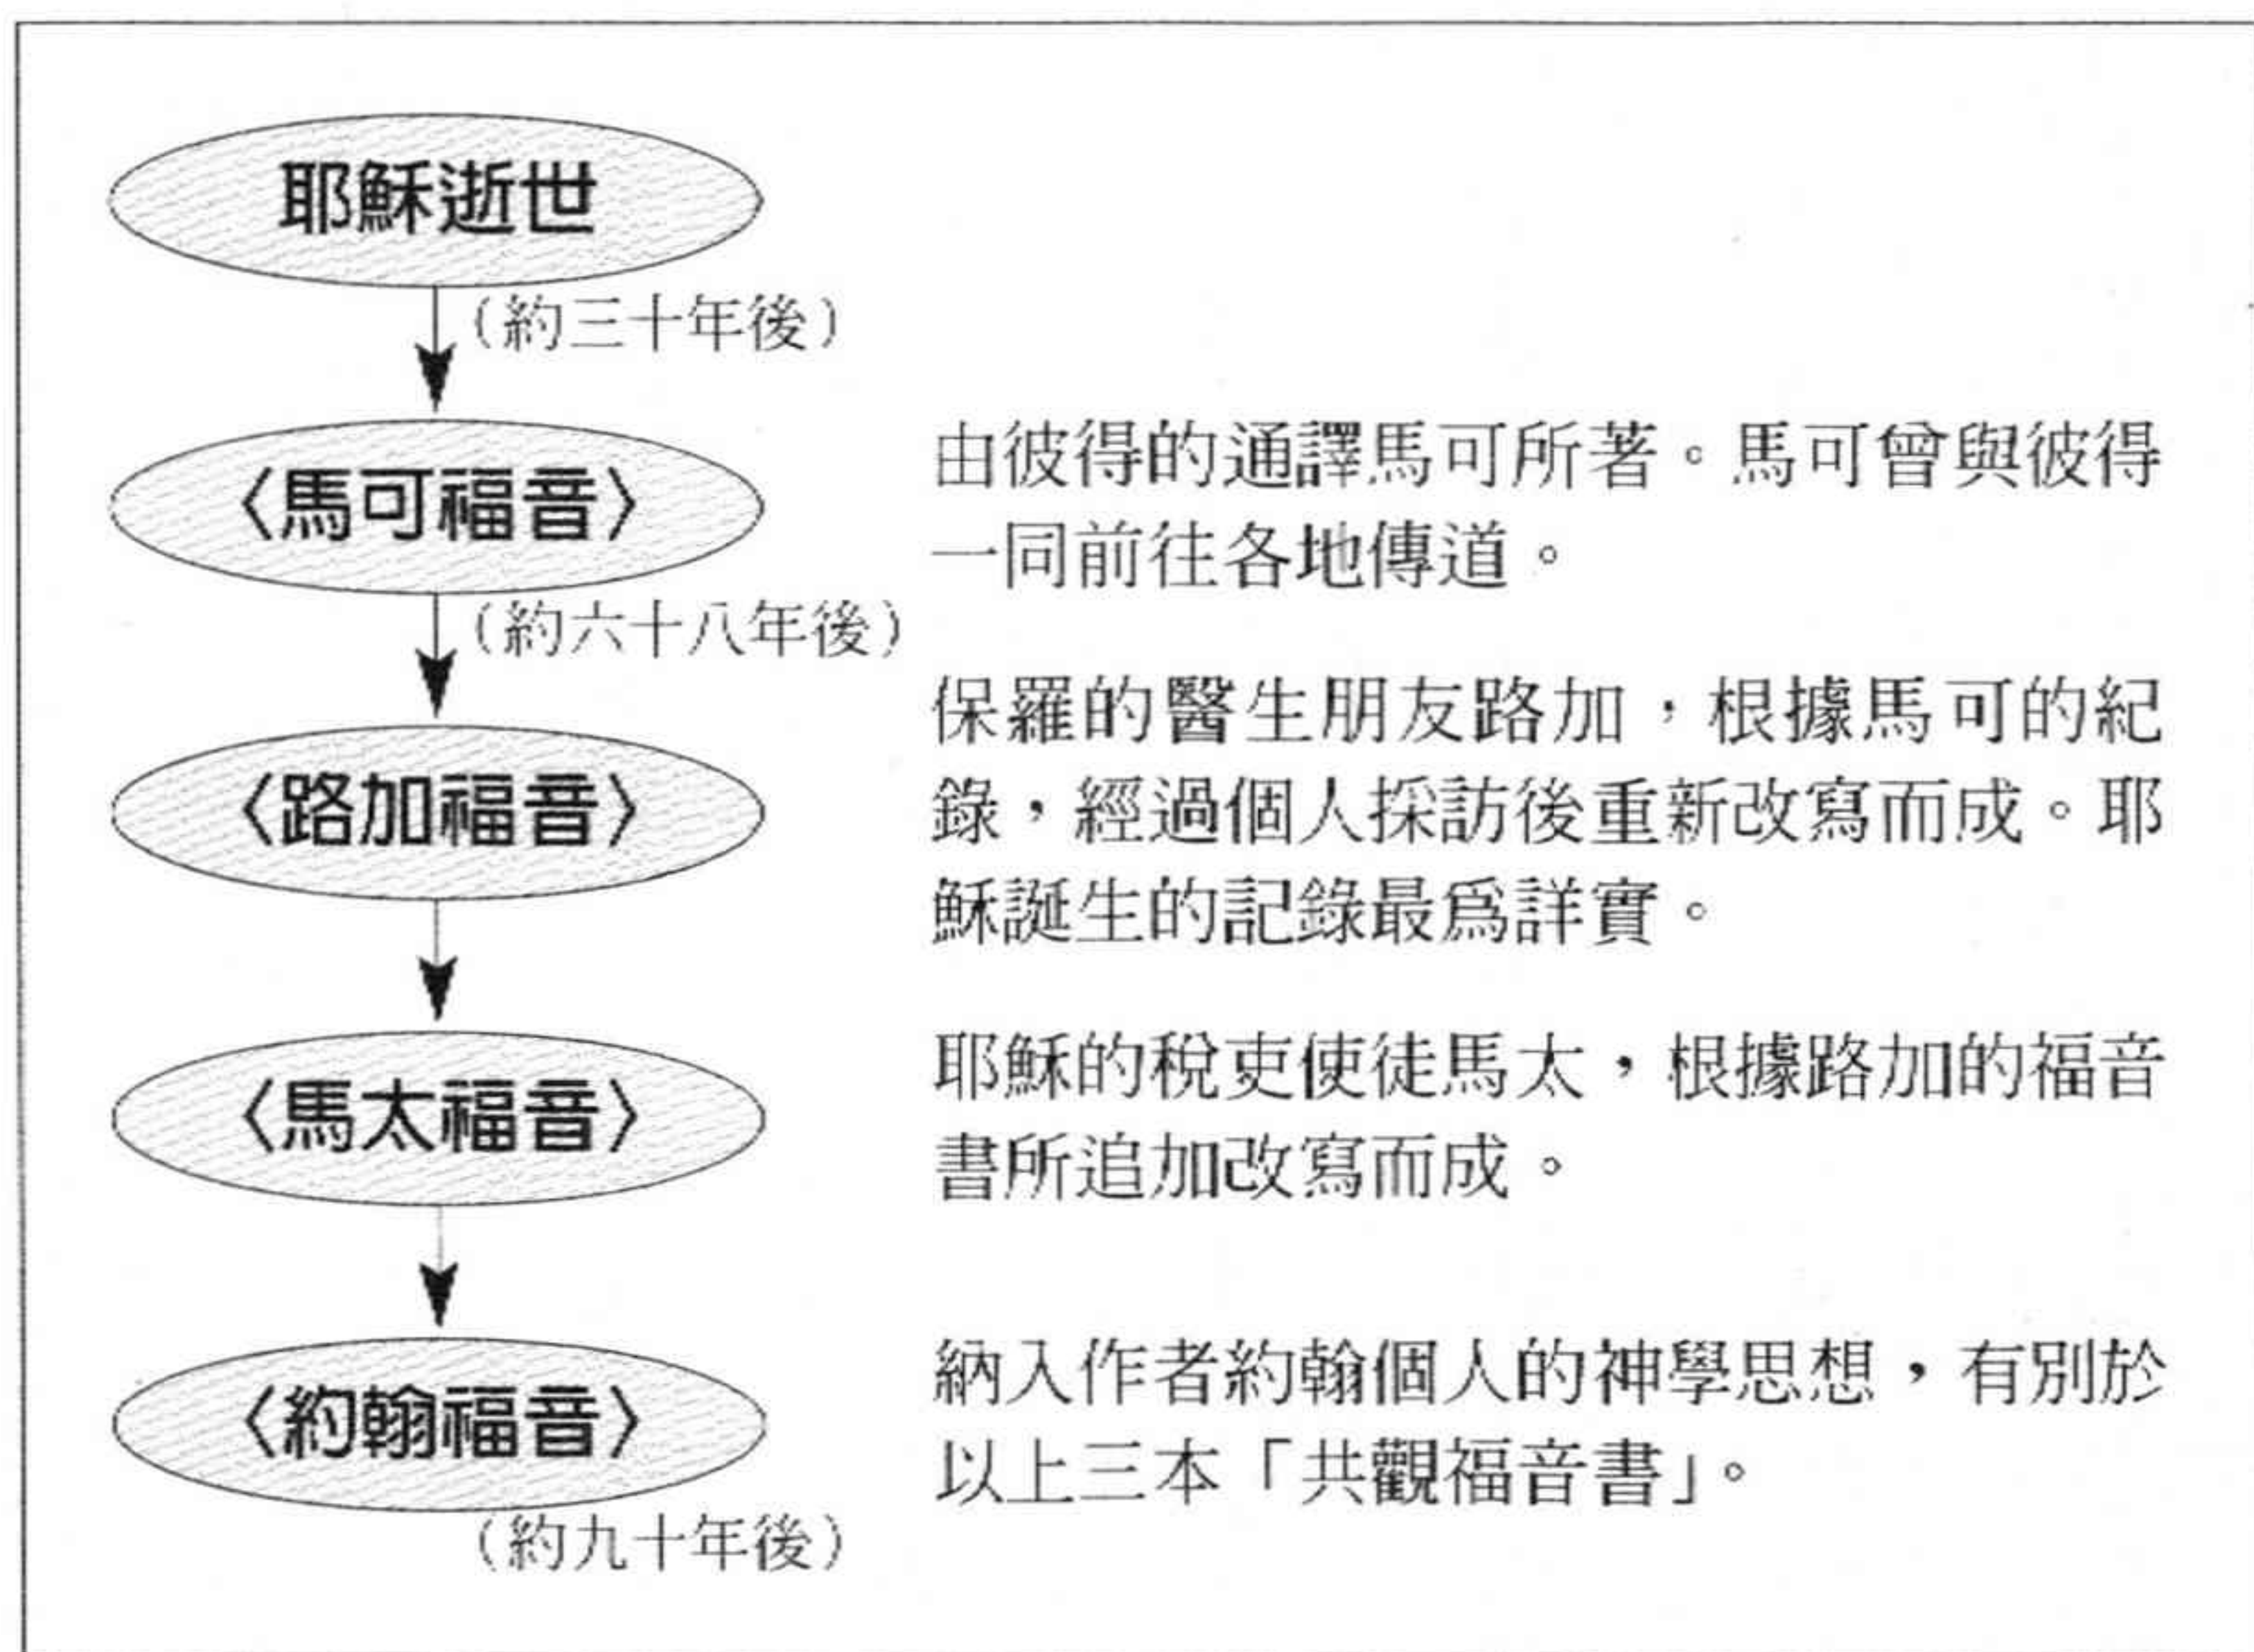 耶穌逝世
（約三十年後）
〈馬可福音〉
由彼得的通譯馬可所著。馬可曾與彼得
一同前往各地傳道。
（約六十八年後）
〈路加福音〉
保羅的醫生朋友路加，根據馬可的紀
錄，經過個人採訪後重新改寫而成。耶
穌誕生的記錄最為詳實。
〈馬太福音〉
耶穌的稅吏使徒馬太，根據路加的福音
書所追加改寫而成。
〈約翰福音〉
納入作者約翰個人的神學思想，有別於
以上三本「共觀福音書」。
（約九十年後）